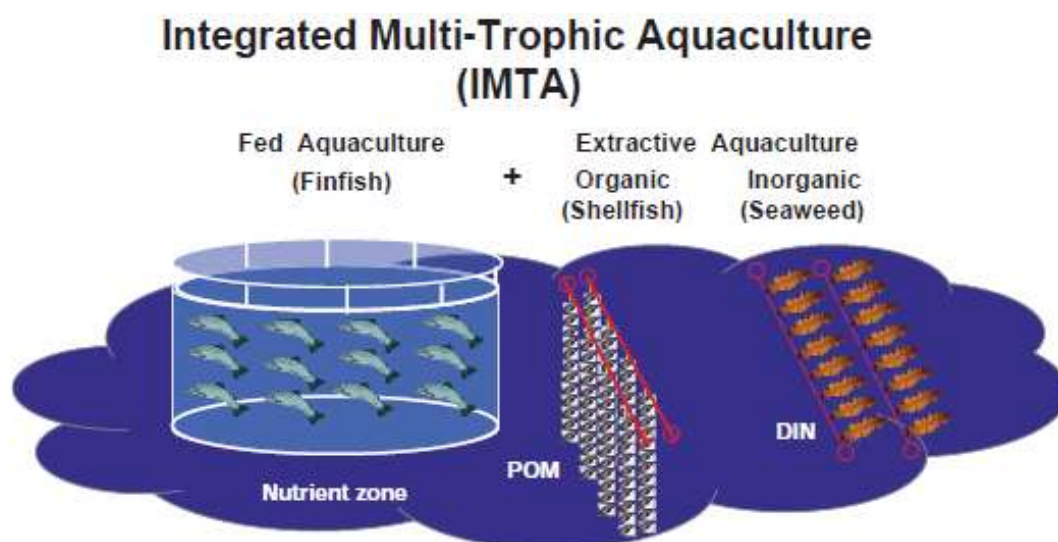 Integrated Multi-Trophic Aquaculture
(IMTA)
Fed Aquaculture
(Finfish)
+
Extractive Aquaculture
Organic
(Shellfish)
Inorganic
(Seaweed)
DIN
POM
Nutrient zone